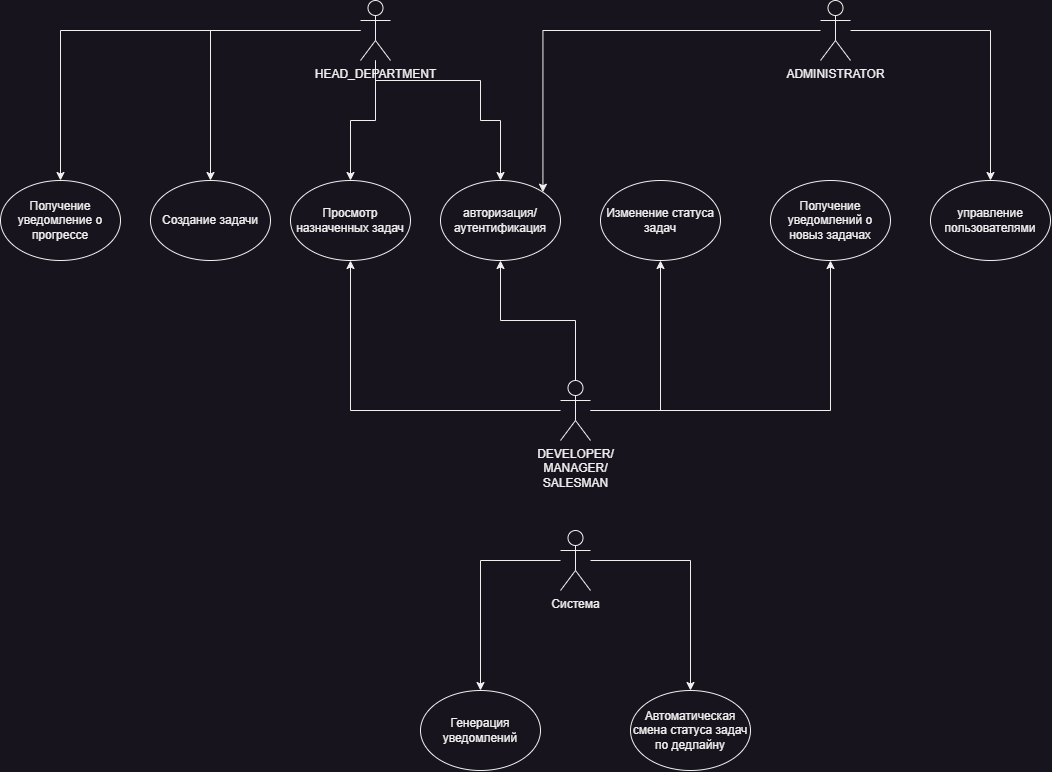 HEAD_DEPARTMENT
ADMINISTRATOR
Получение
уведомление о
прогрессе
Создание задачи
Просмотр
назначенных задач
авторизация/
аутентификация
Изменение статуса
задач
Получение
уведомлений о
новыз задачах
управление
пользователями
DEVELOPER/
MANAGER/
SALESMAN
Система
Генерация
уведомлений
Автоматическая
смена статуса задач
по дедлайну